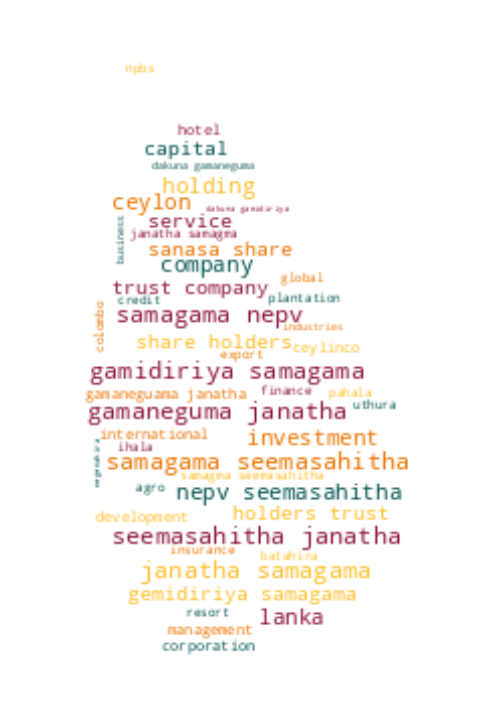 npbs
hotel
capital
dakuna gamaneguma
holding
ceylon
dakuna gamidiriya
service
business
janatha samagma
sanasa share
company
global
trust company
credit
plantation
colombo
samagama nepv
industries
share holders
ceylinco
export
gamidiriya samagama
gamaneguama janatha
finance
pahala
gamaneguma janatha
uthura
international
investment
ihala
samagama seemasahitha
samagma seemasahitha
agro
nepv seemasahitha
development
holders trust
seemasahitha janatha
insurance
batahira
janatha samagama
gemidiriya samagama
resort
lanka
management
corporation